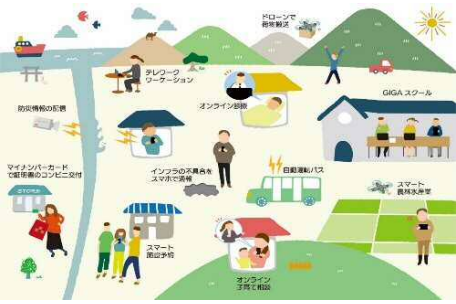 ドローンで
荷物搬送
テレワーク
ワーケーション
オンライン診療
GIGAスクール
防災情報の配信
マイナンバーカード
で証明書のコンビニ交付
インフラの不具合を
スマホで通報
自動運転バス
スマート
農林水産業
STORE
スマート
施設予約
オンライン
子育て相談